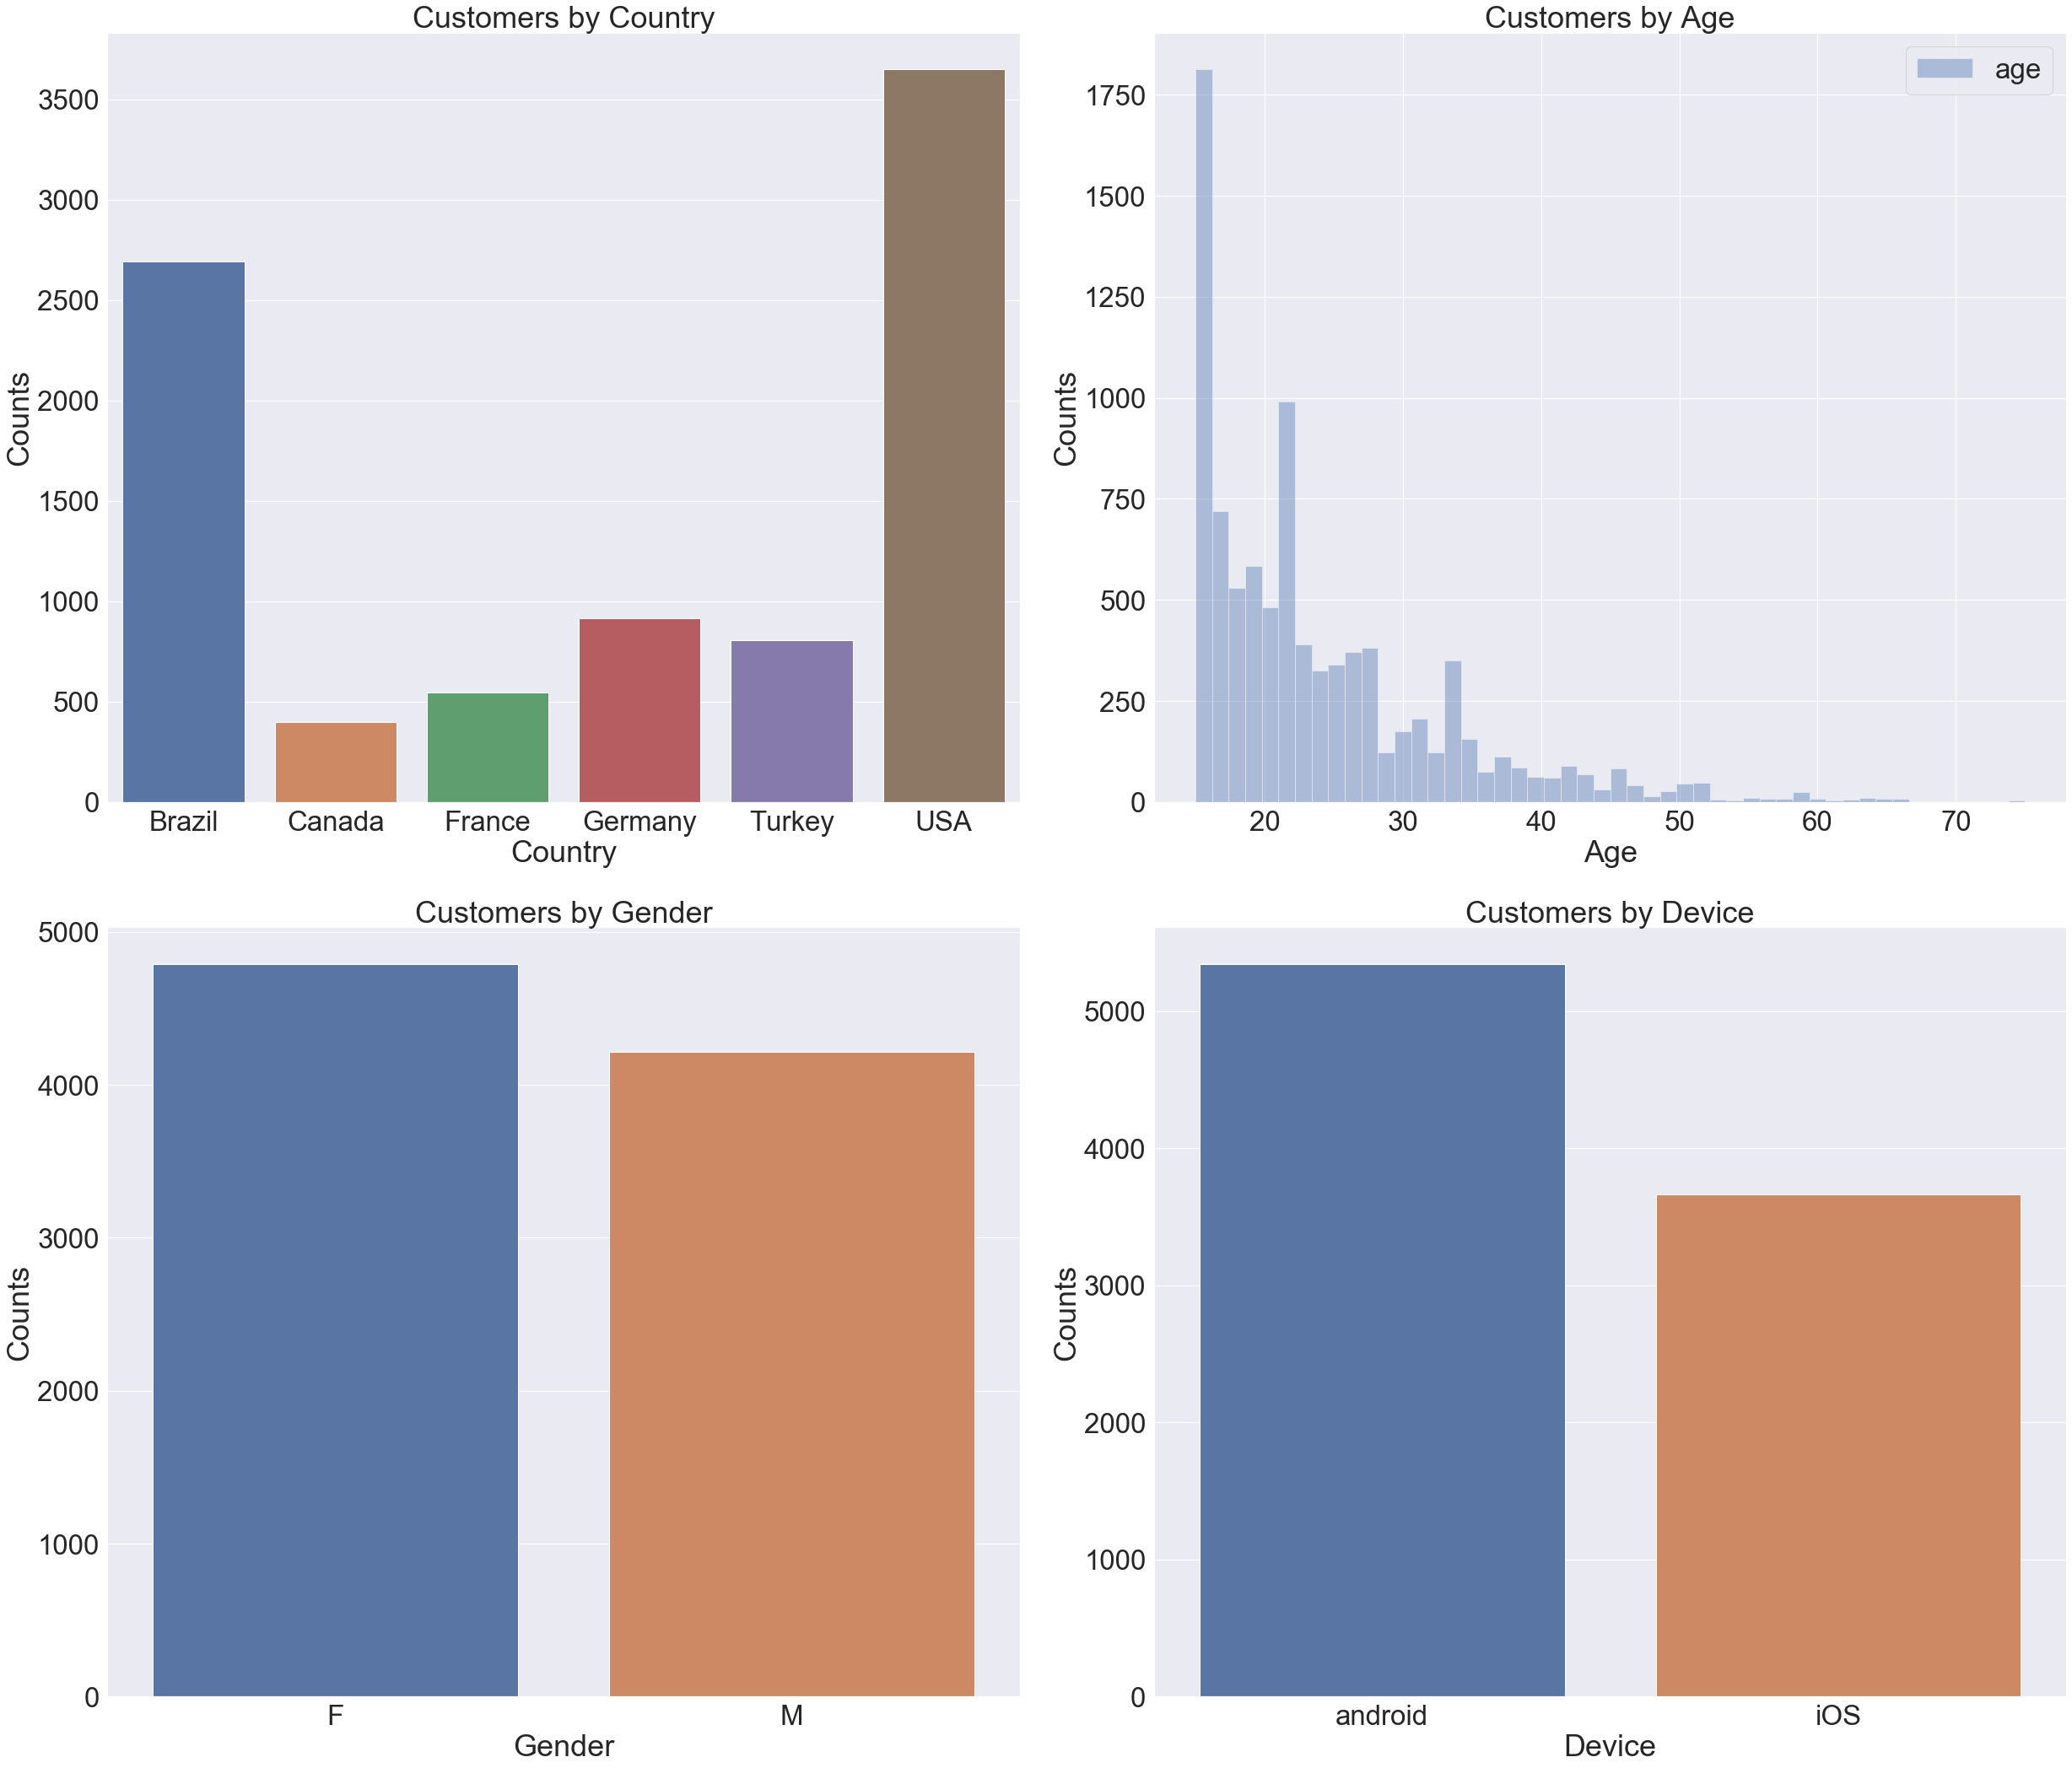 Customers by Country
Counts
3500
3000
2500
2000
1500
1000
500
0
Brazil Canada France Germany Turkey USA
Country
Customers by Age
age
Counts
1750
1500
1250
1000
750
500
250
0
20 30 40 50 60 70
Age
Customers by Gender
Counts
5000
4000
3000
2000
1000
0
F M
Gender
Customers by Device
Counts
5000
4000
3000
2000
1000
0
android iOS
Device